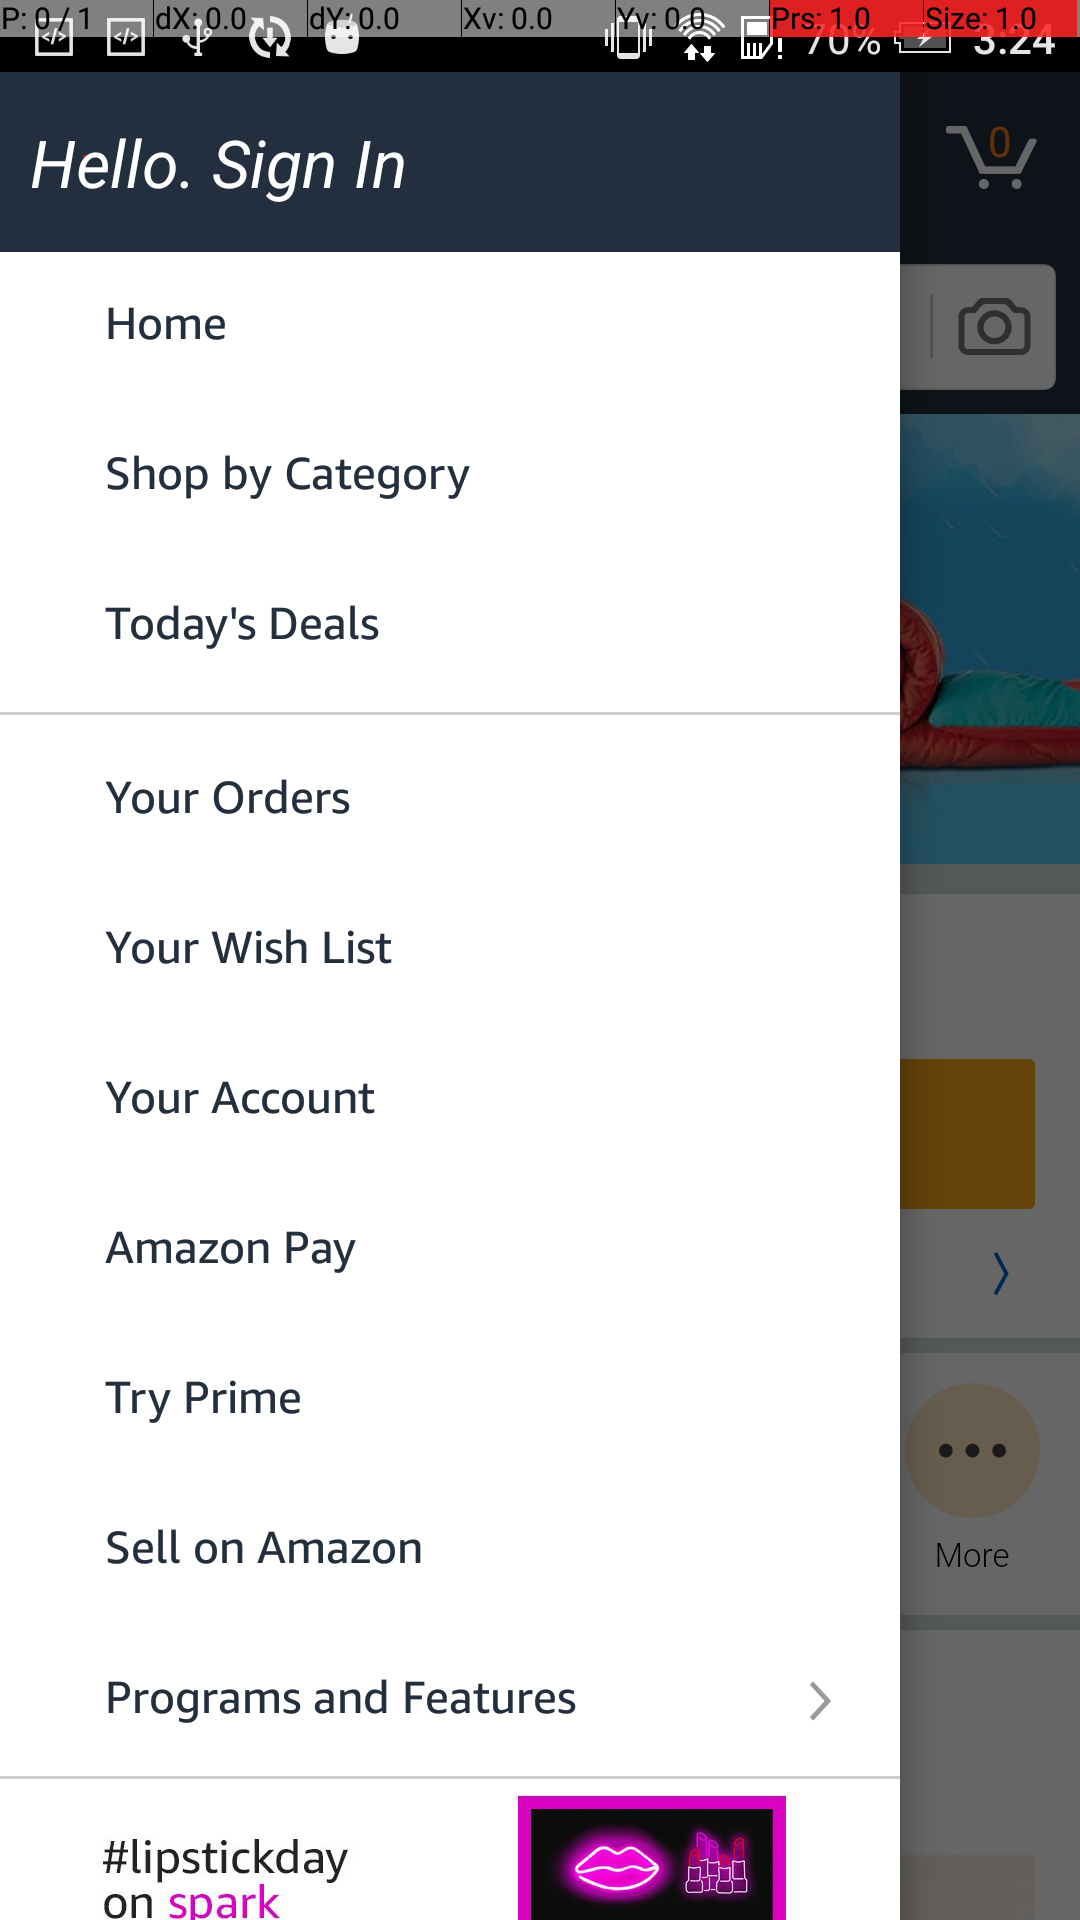 P: 0 / 1 dX: 0.0 dY: 0.0 Xv: 0.0 Yv: 0.0 Prs: 1.0 Size: 1.0
70% 3:24
Hello. Sign In
0
Home
Shop by Category
Today's Deals
Your Orders
Your Wish List
Your Account
Amazon Pay
Try Prime
More
Sell on Amazon
Programs and Features
#lipstickday
on spark